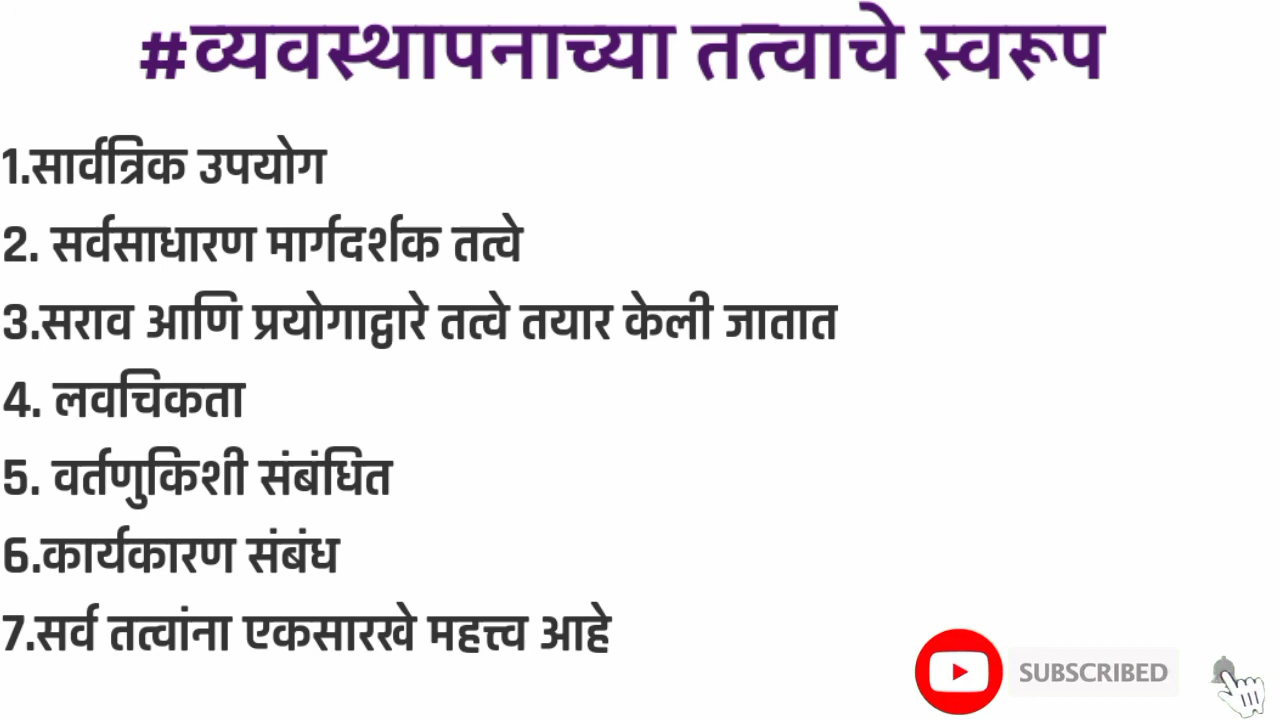 #व्यवस्थापनाच्या तत्वाचे स्वरूप
1.सार्वत्रिक उपयोग
2. सर्वसाधारण मार्गदर्शक तत्वे
3.सराव आणि प्रयोगाद्वारे तत्वे तयार केली जातात
4. लवचिकता
5. वर्तणुकिशी संबंधित
6.कार्यकारण संबंध
7.सर्व तत्वांना एकसारखे महत्त्व आहे
SUBSCRIBED